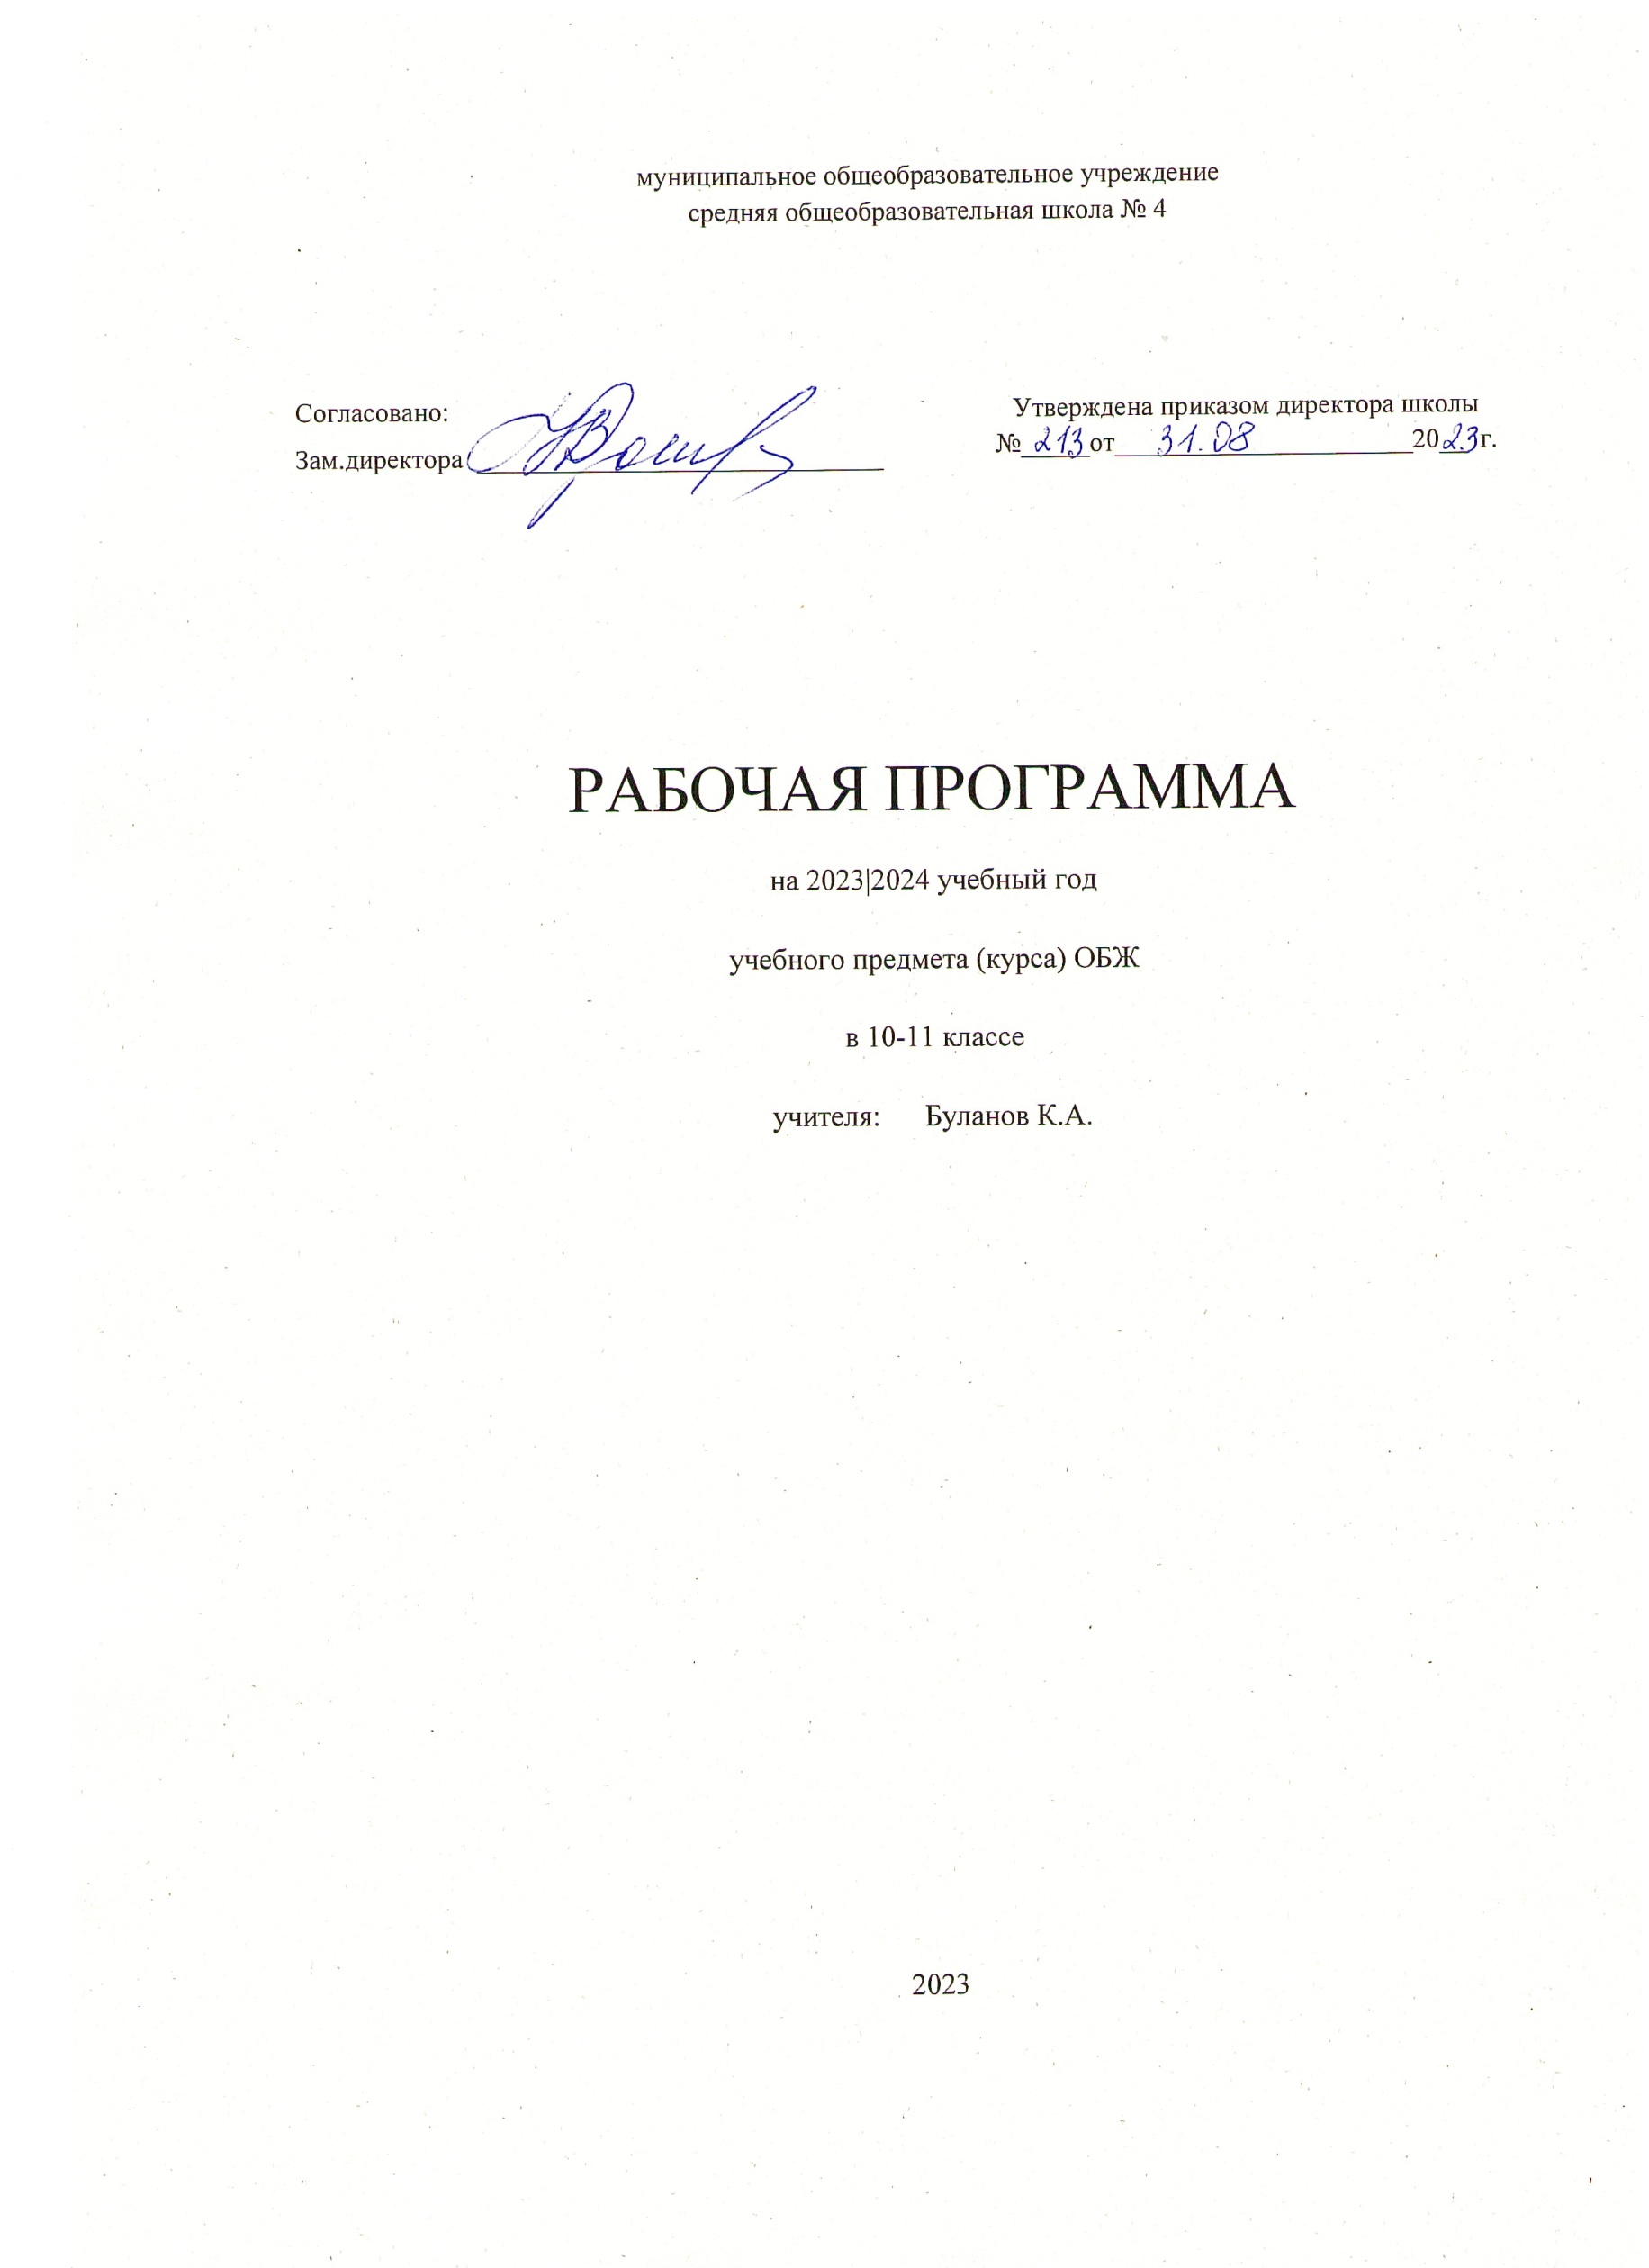 муниципальное общеобразовательное учреждение
средняя общеобразовательная школа № 4
Согласовано:
Зам.директора
Утверждена приказом директора школы
№ 213 от 31.08 2023г.
РАБОЧАЯ ПРОГРАММА
на 2023|2024 учебный год
учебного предмета (курса) ОБЖ
в 10-11 классе
учителя: Буланов К.А.
2023